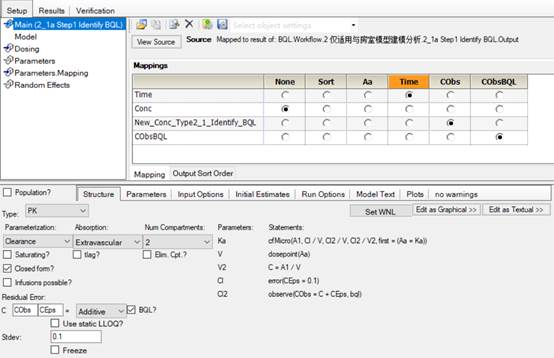 Setup Results Verification
Main (2_1a Step1 Identify BQL)
Model
Dosing
Parameters
Parameters.Mapping
Random Effects
Select object settings
View Source Source Mapped to result of: BQL.Workflow.2 仅适用与房室模型建模分析.2_1a Step1 Identify BQL.Output
Mappings
None Sort Aa Time CObs CObsBQL
Time
Conc
New_Conc_Type2_1_Identify_BQL
CObsBQL
Mapping Output Sort Order
Population? Structure Parameters Input Options Initial Estimates Run Options Model Text Plots no warnings
Type: PK Set WNL Edit as Graphical >> Edit as Textual >>
Parameterization: Absorption: Num Compartments: Parameters: Statements:
Clearance Extravascular 2 Ka cfMicro(A1, Cl / V, Cl2 / V, Cl2 / V2, first = (Aa = Ka))
Saturating? tlag? Elim. Cpt.? V dosepoint(Aa)
Closed form? V2 C = A1 / V
Infusions possible? Cl error(CEps = 0.1)
Residual Error: Cl2 observe(CObs = C + CEps, bql)
C CObs CEps = Additive BQL?
Use static LLOQ?
Stdev: 0.1
Freeze